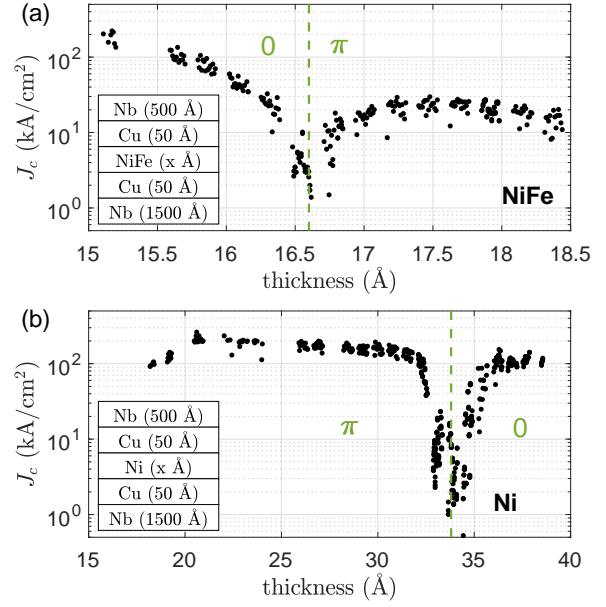 (a)
0 π
10²
10¹
10⁰
J_c (kA/cm²)
Nb (500 Å)
Cu (50 Å)
NiFe (x Å)
Cu (50 Å)
Nb (1500 Å)
NiFe
15 15.5 16 16.5 17 17.5 18 18.5
thickness (Å)
(b)
10²
10¹
10⁰
J_c (kA/cm²)
π 0
Nb (500 Å)
Cu (50 Å)
Ni (x Å)
Cu (50 Å)
Nb (1500 Å)
Ni
15 20 25 30 35 40
thickness (Å)